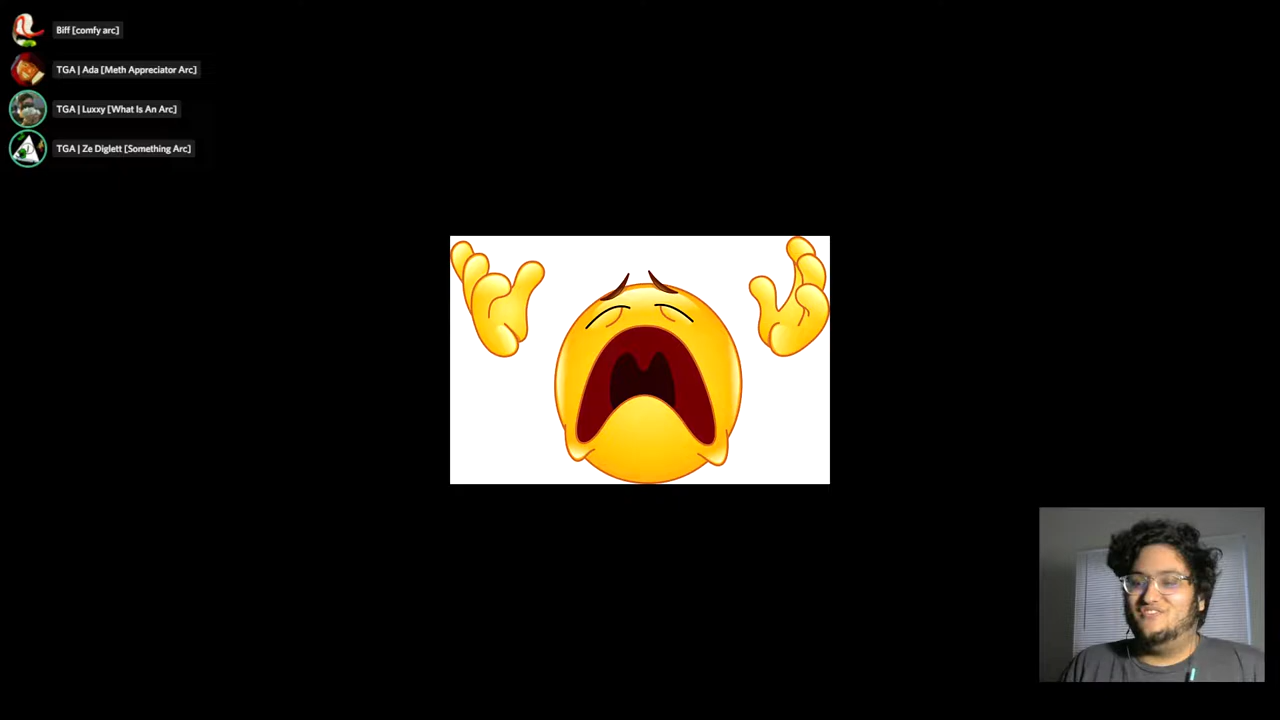 Biff [comfy arc]
TGA | Ada [Meth Appreciator Arc]
TGA | Luxxy [What Is An Arc]
TGA | Ze Diglett [Something Arc]